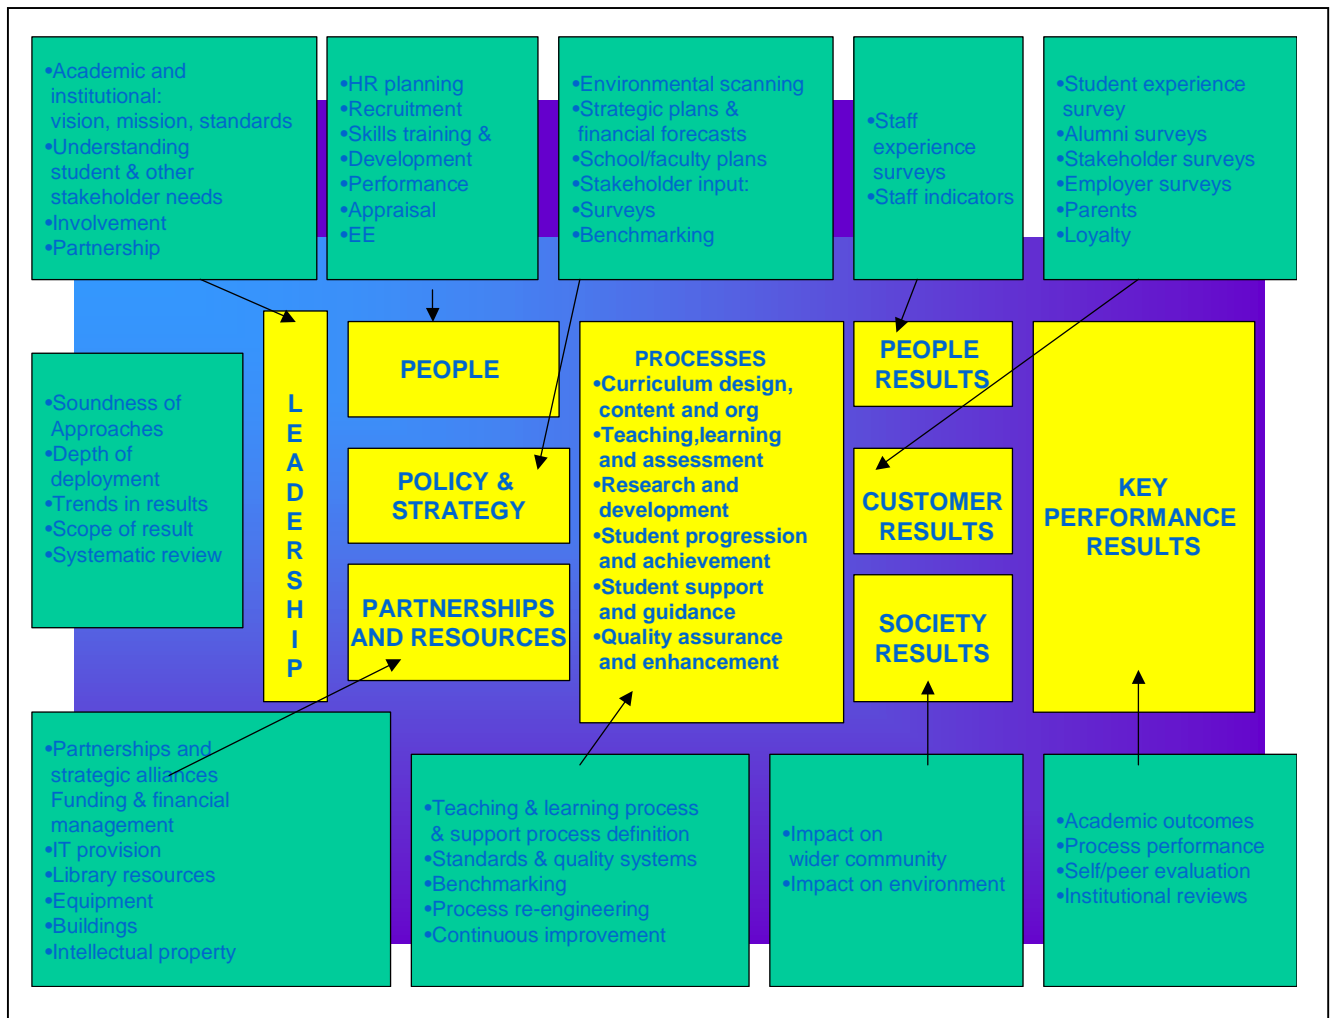 •Academic and
institutional:
vision, mission, standards
•Understanding
student & other
stakeholder needs
•Involvement
•Partnership
•HR planning
•Recruitment
•Skills training &
•Development
•Performance
•Appraisal
•EE
•Environmental scanning
•Strategic plans &
financial forecasts
•School/faculty plans
•Stakeholder input:
•Surveys
•Benchmarking
•Staff
experience
surveys
•Staff indicators
•Student experience
survey
•Alumni surveys
•Stakeholder surveys
•Employer surveys
•Parents
•Loyalty
•Soundness of
Approaches
•Depth of
deployment
•Trends in results
•Scope of result
•Systematic review
L
E
A
D
E
R
S
H
I
P
PEOPLE
POLICY &
STRATEGY
PARTNERSHIPS
AND RESOURCES
PROCESSES
•Curriculum design,
content and org
•Teaching,learning
and assessment
•Research and
development
•Student progression
and achievement
•Student support
and guidance
•Quality assurance
and enhancement
PEOPLE
RESULTS
CUSTOMER
RESULTS
SOCIETY
RESULTS
KEY
PERFORMANCE
RESULTS
•Partnerships and
strategic alliances
Funding & financial
management
•IT provision
•Library resources
•Equipment
•Buildings
•Intellectual property
•Teaching & learning process
& support process definition
•Standards & quality systems
•Benchmarking
•Process re-engineering
•Continuous improvement
•Impact on
wider community
•Impact on environment
•Academic outcomes
•Process performance
•Self/peer evaluation
•Institutional reviews